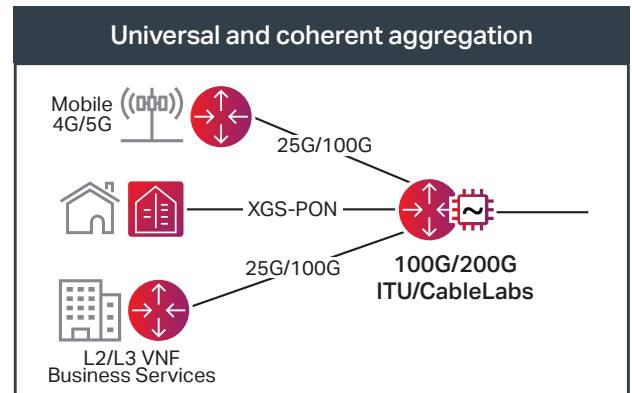 Universal and coherent aggregation
Mobile
4G/5G
25G/100G
XGS-PON
25G/100G
100G/200G
ITU/CableLabs
L2/L3 VNF
Business Services